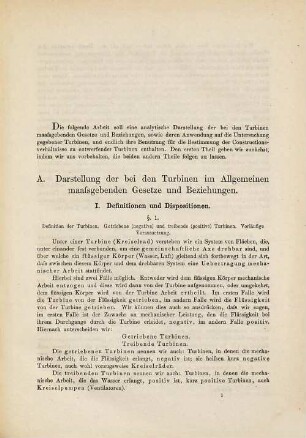 Die folgende Arbeit soll eine analytische Darstellung der bei den Turbinen
massgebenden Gesetze und Beziehungen, sowie deren Anwendung auf die Untersuchung
gegebener Turbinen, und endlich ihre Benutzung für die Bestimmung der Constructions-
verhältnisse zu entwerfender Turbinen enthalten. Den ersten Theil geben wir zunächst,
indem wir uns vorbehalten, die beiden andern Theile folgen zu lassen.
A. Darstellung der bei den Turbinen im Allgemeinen
maafsgebenden Gesetze und Beziehungen.
I. Definitionen und Dispositionen.
§. 1.
Definition der Turbinen. Getriebene (negative) und treibende (positive) Turbinen. Vorläufige
Voraussetzung.
Unter einer Turbine (Kreiselrad) verstehen wir ein System von Flächen, die,
unter einander fest verbunden, um eine gemeinschaftliche Axe drehbar sind, und
über welche ein flüssiger Körper (Wasser, Luft) gleitend sich fortbewegt in der Art,
dafs zwischen diesem Körper und dem drehbaren System eine Uebertragung mecha-
nischer Arbeit stattfindet.
Hierbei sind zwei Fälle möglich. Entweder wird dem flüssigen Körper mechanische
Arbeit entzogen und diese wird dann von der Turbine aufgenommen, oder umgekehrt,
dem flüssigen Körper wird von der Turbine Arbeit ertheilt. Im ersten Falle wird die
Turbine von der Flüssigkeit getrieben, im andern Falle wird die Flüssigkeit von der
Turbine getrieben. Wir können dies auch so ausdrücken, dafs wir sagen,
im ersten Falle ist der Zuwachs an mechanischer Leistung, den die Flüssigkeit bei
ihrem Durchgange durch die Turbine erleidet, negativ, im andern Falle positiv.
Hiernach unterscheiden wir:
Getriebene Turbinen.
Treibende Turbinen.
Die getriebenen Turbinen nennen wir auch: Turbinen, in denen die mecha-
nische Arbeit, die die Flüssigkeit erlangt, negativ ist; sie heifsen kurz negative
Turbinen, auch wohl vorzugsweise Kreiselräder.
Die treibenden Turbinen nennen wir auch: Turbinen, in denen die mecha-
nische Arbeit, die das Wasser erlangt, positiv ist, kurz positive Turbinen, auch
Kreiselpumpen (Ventilatoren).
1